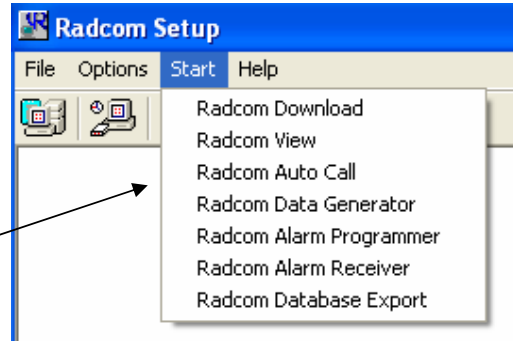 Radcom Setup
File Options Start Help
Radcom Download
Radcom View
Radcom Auto Call
Radcom Data Generator
Radcom Alarm Programmer
Radcom Alarm Receiver
Radcom Database Export